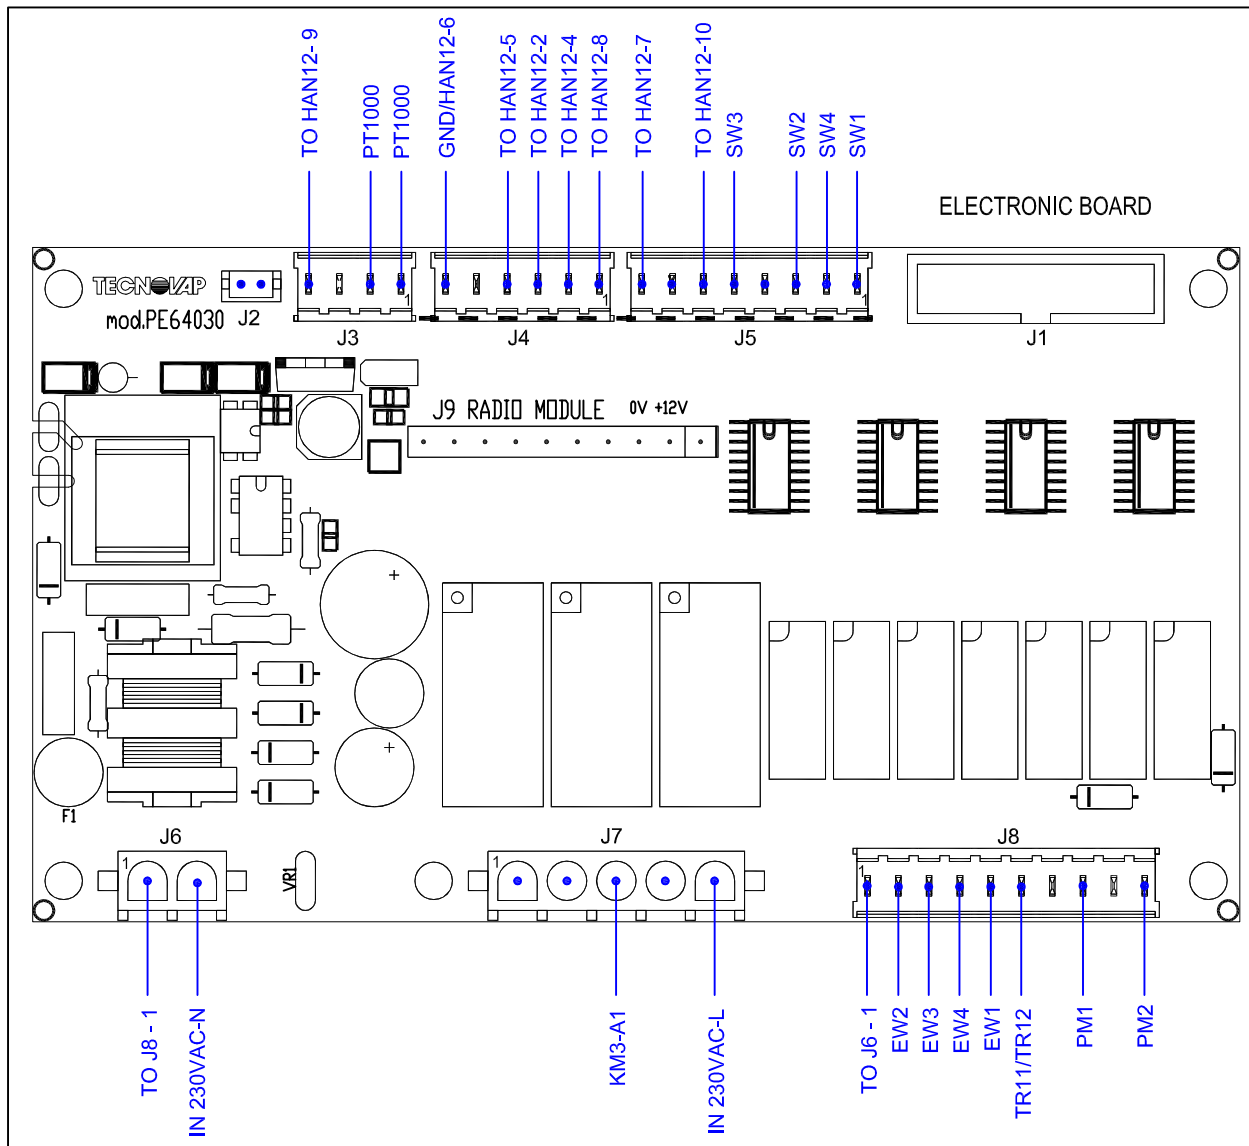 TO HAN12- 9
PT1000
PT1000
GND/HAN12-6
TO HAN12-5
TO HAN12-2
TO HAN12-4
TO HAN12-8
TO HAN12-7
TO HAN12-10
SW3
SW2
SW4
SW1
ELECTRONIC BOARD
TECNOVAP
mod.PE64030
J2
1
J3
1
J4
1
J5
J1
J9 RADIO MODULE 0V +12V
+
+
F1
J6
1
VR1
J7
1
J8
1
TO J8 - 1
IN 230VAC-N
KM3-A1
IN 230VAC-L
TO J6 - 1
EW2
EW3
EW4
EW1
TR11/TR12
PM1
PM2